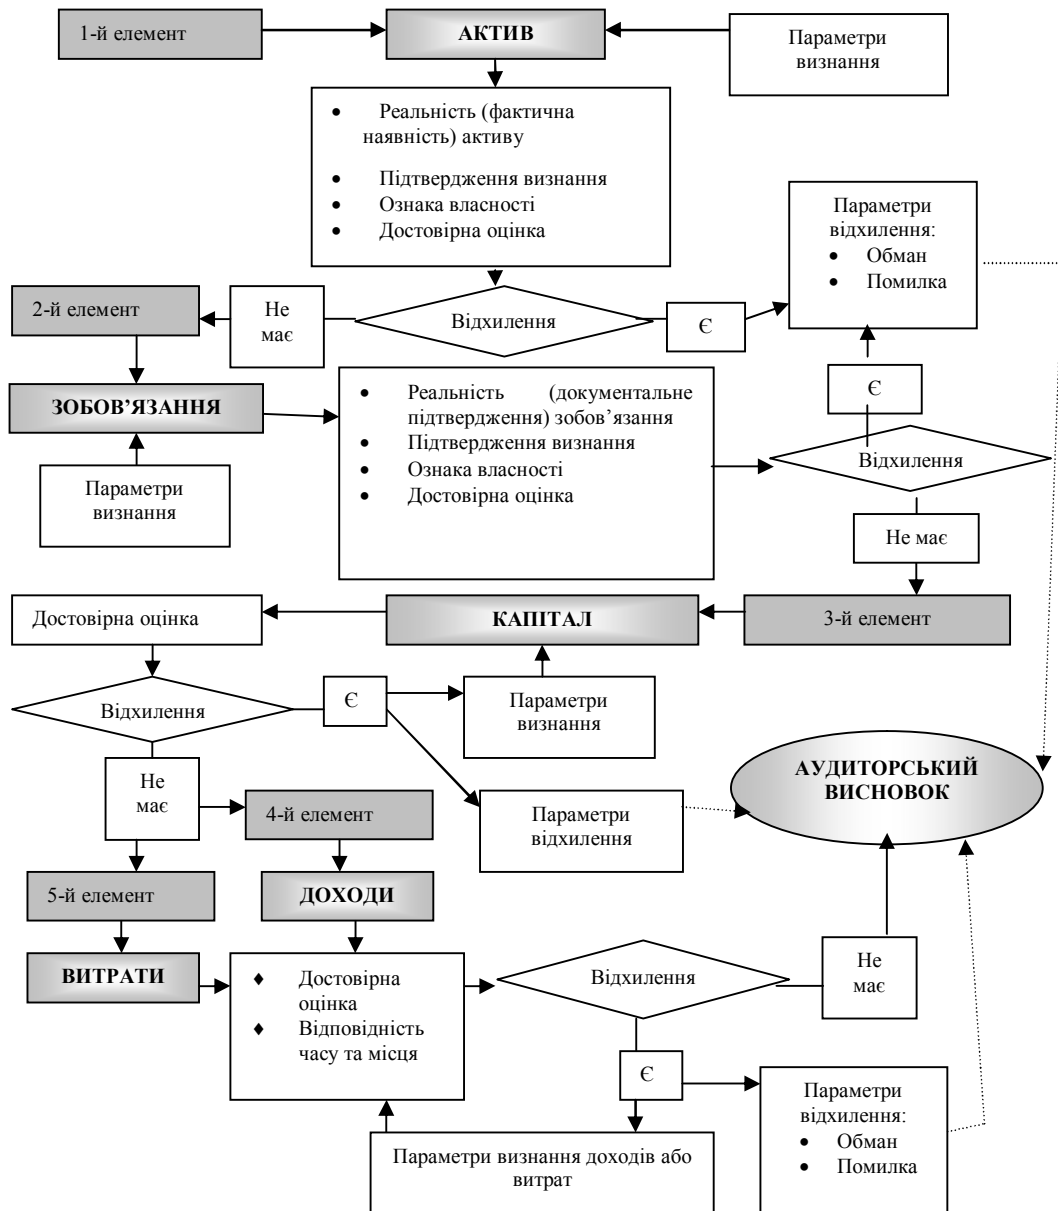 1-й елемент
АКТИВ
Параметри
визнання
• Реальність (фактична
наявність) активу
• Підтвердження визнання
• Ознака власності
• Достовірна оцінка
Параметри
відхилення:
• Обман
• Помилка
2-й елемент
Не
має
Відхилення
Є
ЗОБОВ’ЯЗАННЯ
• Реальність (документальне
підтвердження) зобов’язання
• Підтвердження визнання
• Ознака власності
• Достовірна оцінка
Є
Відхилення
Параметри
визнання
Не має
Достовірна оцінка
КАПІТАЛ
3-й елемент
Відхилення
Є
Параметри
визнання
Не
має
4-й елемент
Параметри
відхилення
АУДИТОРСЬКИЙ
ВИСНОВОК
5-й елемент
ДОХОДИ
ВИТРАТИ
♦ Достовірна
оцінка
♦ Відповідність
часу та місця
Відхилення
Не
має
Є
Параметри визнання доходів або
витрат
Параметри
відхилення:
• Обман
• Помилка